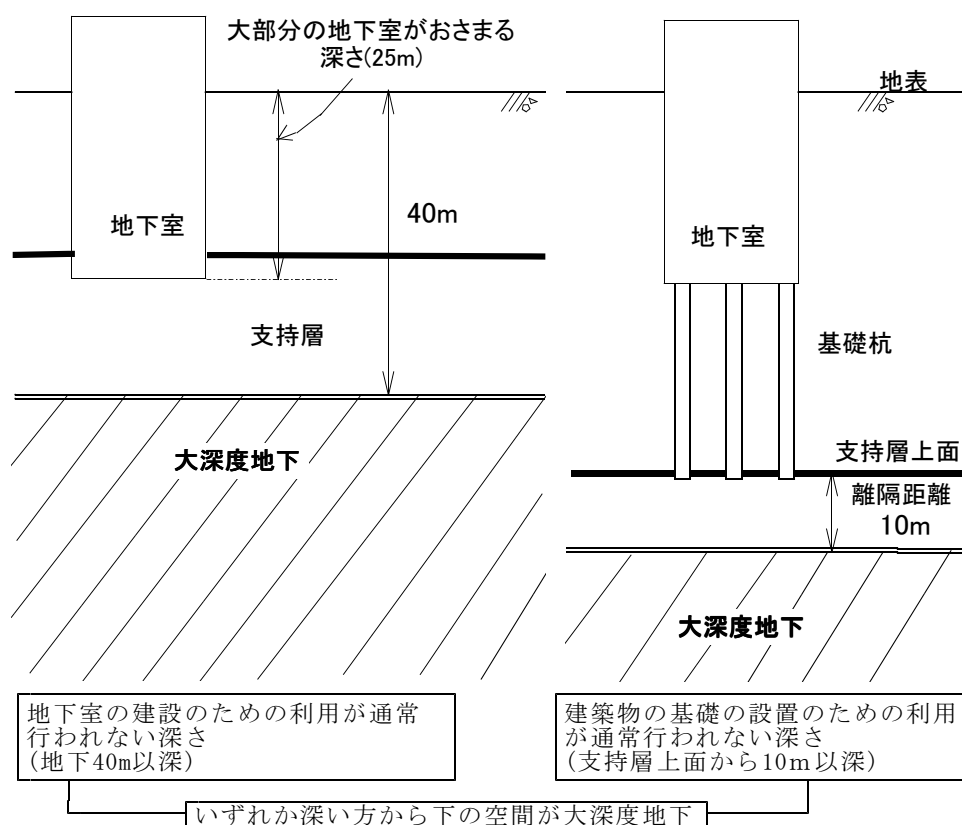 大部分の地下室がおさまる
深さ(25m)
地下室
40m
支持層
大深度地下
地下室の建設のための利用が通常
行われない深さ
(地下40m以深)
地表
地下室
基礎杭
支持層上面
離隔距離
10m
大深度地下
建築物の基礎の設置のための利用
が通常行われない深さ
(支持層上面から10m以深)
いずれか深い方から下の空間が大深度地下